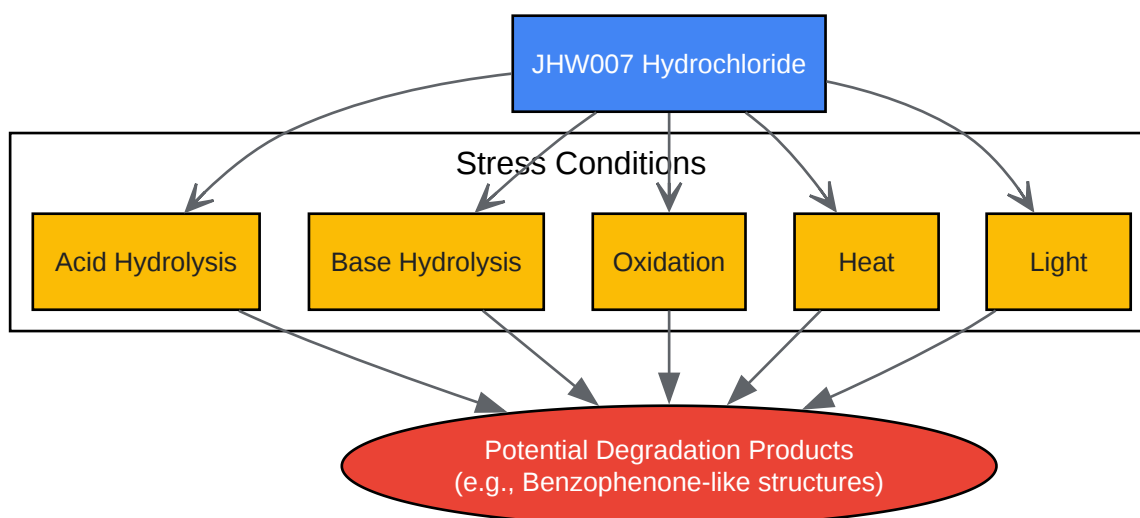 JHW007 Hydrochloride
Stress Conditions
Acid Hydrolysis
Base Hydrolysis
Oxidation
Heat
Light
Potential Degradation Products
(e.g., Benzophenone-like structures)